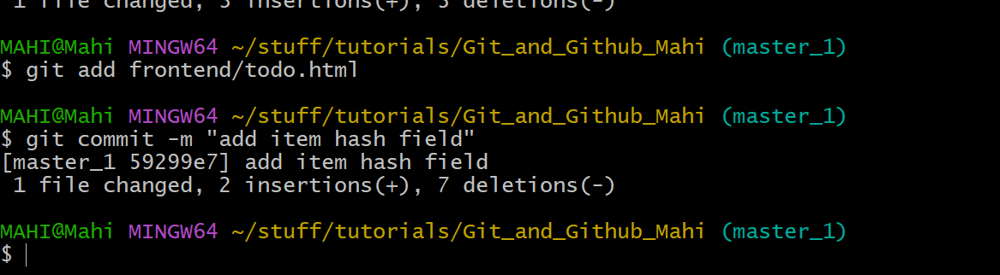 1 file changed, 5 insertions(+), 5 deletions(-)
MAHI@Mahi MINGW64 ~/stuff/tutorials/Git_and_Github_Mahi (master_1)
$ git add frontend/todo.html
MAHI@Mahi MINGW64 ~/stuff/tutorials/Git_and_Github_Mahi (master_1)
$ git commit -m "add item hash field"
[master_1 59299e7] add item hash field
1 file changed, 2 insertions(+), 7 deletions(-)
MAHI@Mahi MINGW64 ~/stuff/tutorials/Git_and_Github_Mahi (master_1)
$